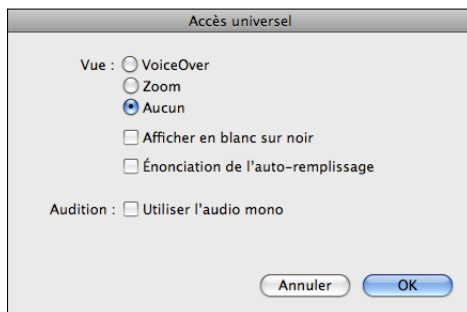 Accès universel
Vue : VoiceOver
Zoom
Aucun
Afficher en blanc sur noir
Énonciation de l'auto-remplissage
Audition : Utiliser l'audio mono
Annuler OK